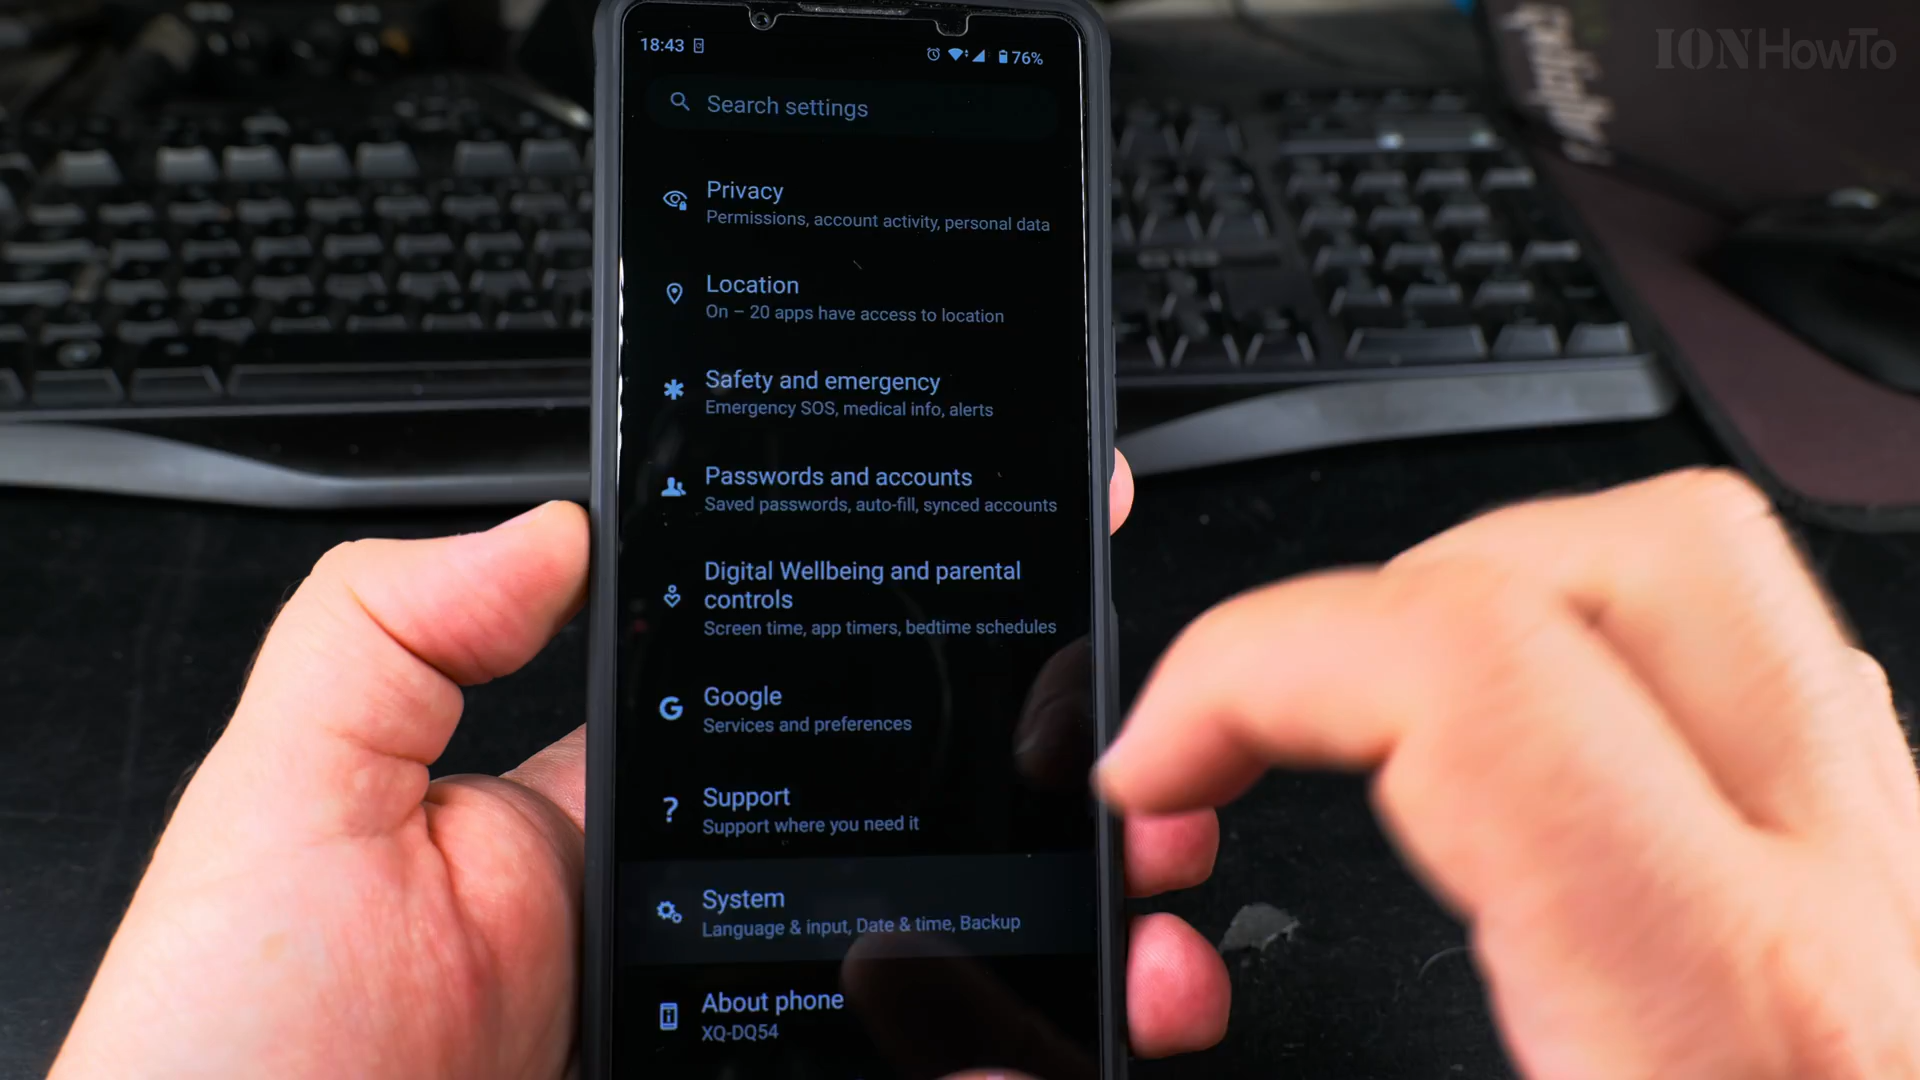 IONHowTo
18:43
76%
Search settings
Privacy
Permissions, account activity, personal data
Location
On – 20 apps have access to location
Safety and emergency
Emergency SOS, medical info, alerts
Passwords and accounts
Saved passwords, auto-fill, synced accounts
Digital Wellbeing and parental
controls
Screen time, app timers, bedtime schedules
Google
Services and preferences
Support
Support where you need it
System
Language & input, Date & time, Backup
About phone
XQ-DQ54